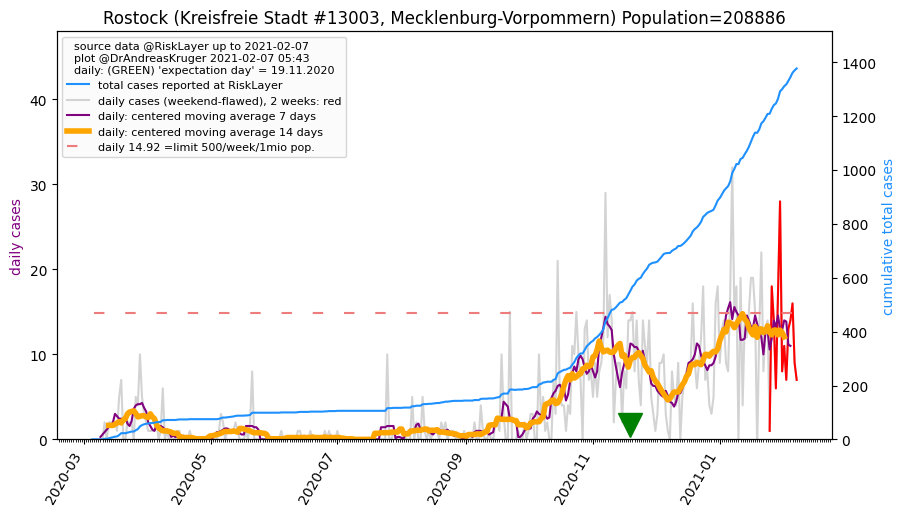 Rostock (Kreisfreie Stadt #13003, Mecklenburg-Vorpommern) Population=208886
source data @RiskLayer up to 2021-02-07
plot @DrAndreasKruger 2021-02-07 05:43
daily: (GREEN) 'expectation day' = 19.11.2020
total cases reported at RiskLayer
daily cases (weekend-flawed), 2 weeks: red
daily: centered moving average 7 days
daily: centered moving average 14 days
daily 14.92 =limit 500/week/1mio pop.
daily cases
40
30
20
10
0
1400
1200
1000
800
600
400
200
0
cumulative total cases
2020-03
2020-05
2020-07
2020-09
2020-11
2021-01